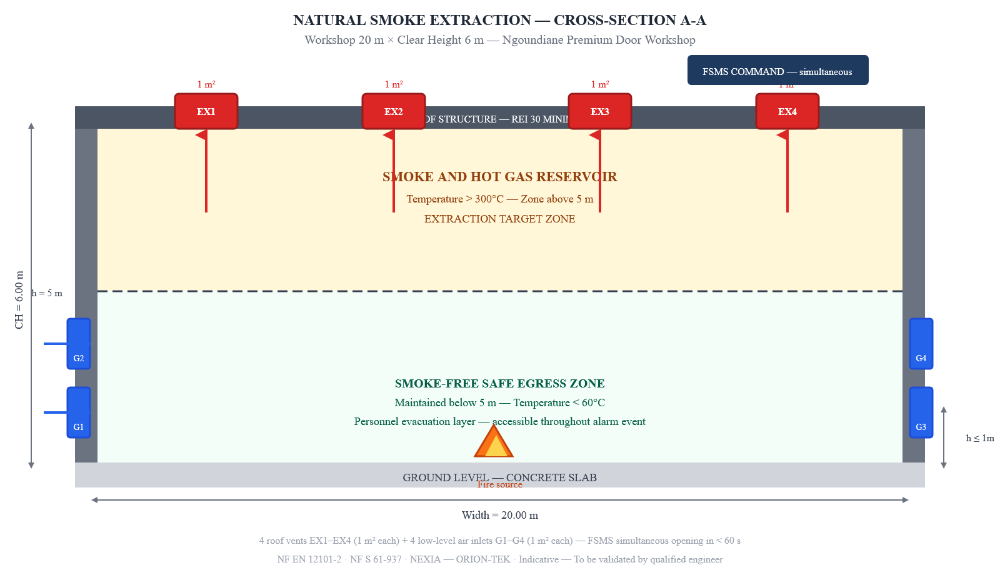 NATURAL SMOKE EXTRACTION — CROSS-SECTION A-A
Workshop 20 m × Clear Height 6 m — Ngoundiane Premium Door Workshop
FSMS COMMAND — simultaneous
1 m²
1 m²
1 m²
EX1
EX2
EX3
EX4
STRUCTURE — REI 30
SMOKE AND HOT GAS RESERVOIR
Temperature > 300°C — Zone above 5 m
EXTRACTION TARGET ZONE
CH = 6.00 m
h = 5 m
G2
G4
SMOKE-FREE SAFE EGRESS ZONE
Maintained below 5 m — Temperature < 60°C
Personnel evacuation layer — accessible throughout alarm event
G1
G3
h ≤ 1m
GROUND LEVEL — CONCRETE SLAB
Fire source
Width = 20.00 m
4 roof vents EX1–EX4 (1 m² each) + 4 low-level air inlets G1–G4 (1 m² each) — FSMS simultaneous opening in < 60 s
NF EN 12101-2 · NF S 61-937 · NEXIA — ORION-TEK · Indicative — To be validated by qualified engineer